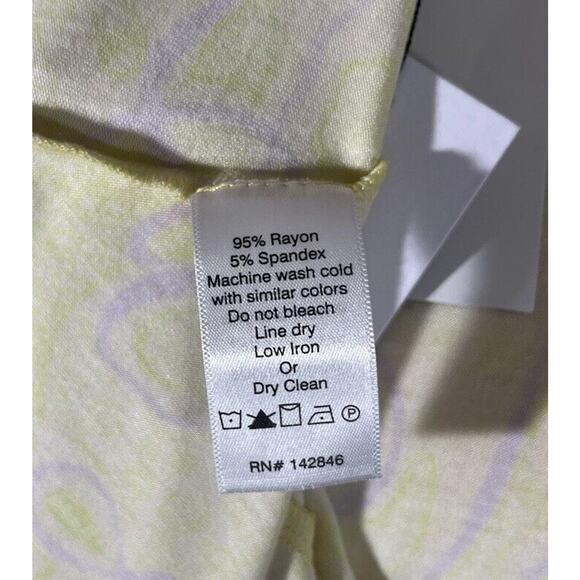 95% Rayon
5% Spandex
Machine wash cold
with similar colors
Do not bleach
Line dry
Low Iron
Or
Dry Clean
P
RN# 142846